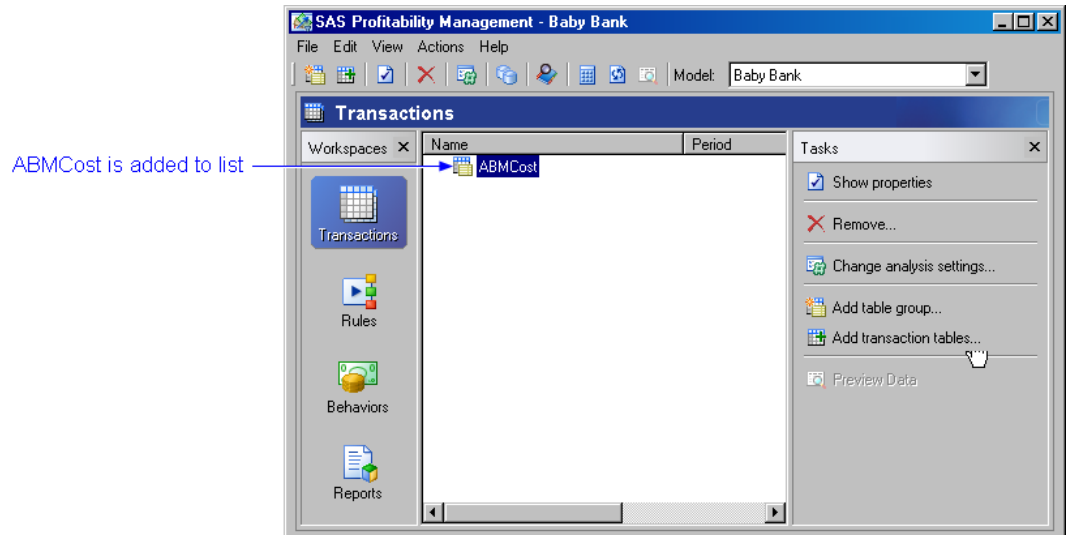 SAS Profitability Management - Baby Bank
File Edit View Actions Help
Model: Baby Bank
Transactions
Workspaces
Name Period
Tasks
ABMCost is added to list
ABMCost
Transactions
Rules
Behaviors
Reports
Show properties
Remove...
Change analysis settings...
Add table group...
Add transaction tables...
Preview Data